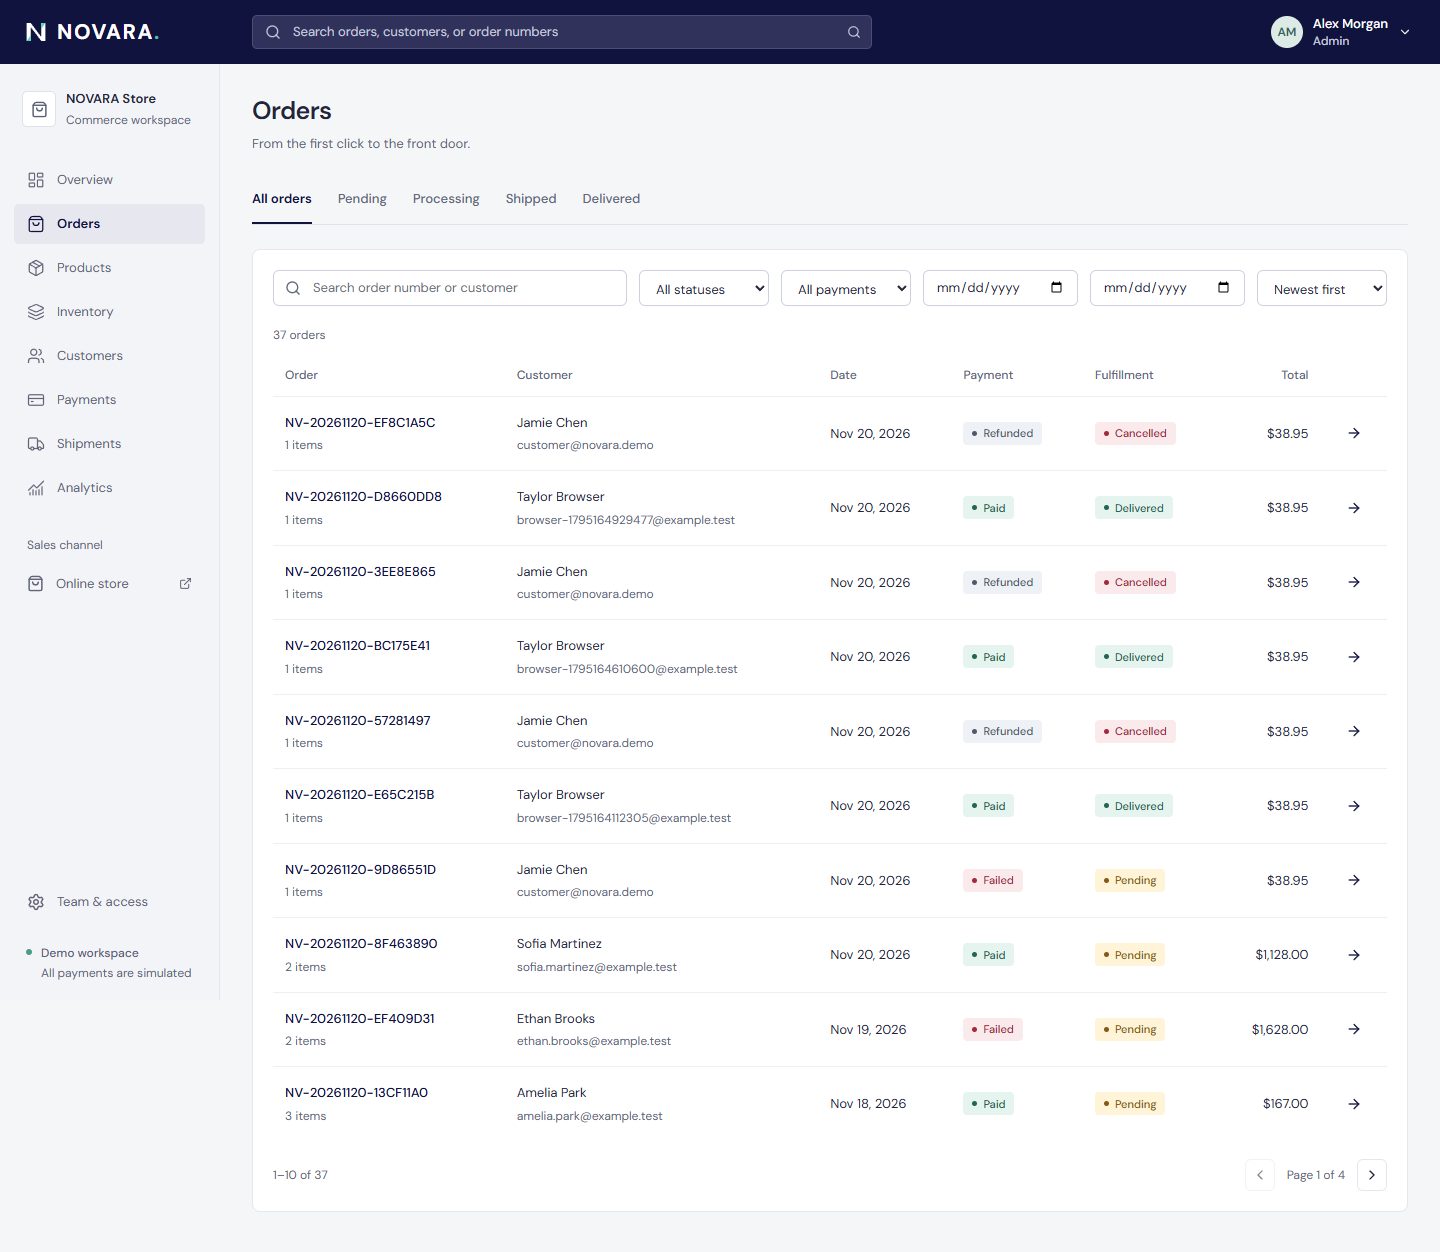 NOVARA.
Search orders, customers, or order numbers
AM
Alex Morgan
Admin
NOVARA Store
Commerce workspace
Overview
Orders
Products
Inventory
Customers
Payments
Shipments
Analytics
Sales channel
Online store
Team & access
Demo workspace
All payments are simulated
Orders
From the first click to the front door.
All orders Pending Processing Shipped Delivered
Search order number or customer All statuses All payments mm/dd/yyyy mm/dd/yyyy Newest first
37 orders
Order Customer Date Payment Fulfillment Total
NV-20261120-EF8C1A5C Jamie Chen Nov 20, 2026 Refunded Cancelled $38.95
1 items customer@novara.demo
NV-20261120-D8660DD8 Taylor Browser Nov 20, 2026 Paid Delivered $38.95
1 items browser-1795164929477@example.test
NV-20261120-3EE8E865 Jamie Chen Nov 20, 2026 Refunded Cancelled $38.95
1 items customer@novara.demo
NV-20261120-BC175E41 Taylor Browser Nov 20, 2026 Paid Delivered $38.95
1 items browser-1795164610600@example.test
NV-20261120-57281497 Jamie Chen Nov 20, 2026 Refunded Cancelled $38.95
1 items customer@novara.demo
NV-20261120-E65C215B Taylor Browser Nov 20, 2026 Paid Delivered $38.95
1 items browser-1795164112305@example.test
NV-20261120-9D86551D Jamie Chen Nov 20, 2026 Failed Pending $38.95
1 items customer@novara.demo
NV-20261120-8F463890 Sofia Martinez Nov 20, 2026 Paid Pending $1,128.00
2 items sofia.martinez@example.test
NV-20261120-EF409D31 Ethan Brooks Nov 19, 2026 Failed Pending $1,628.00
2 items ethan.brooks@example.test
NV-20261120-13CF11A0 Amelia Park Nov 18, 2026 Paid Pending $167.00
3 items amelia.park@example.test
1–10 of 37 Page 1 of 4